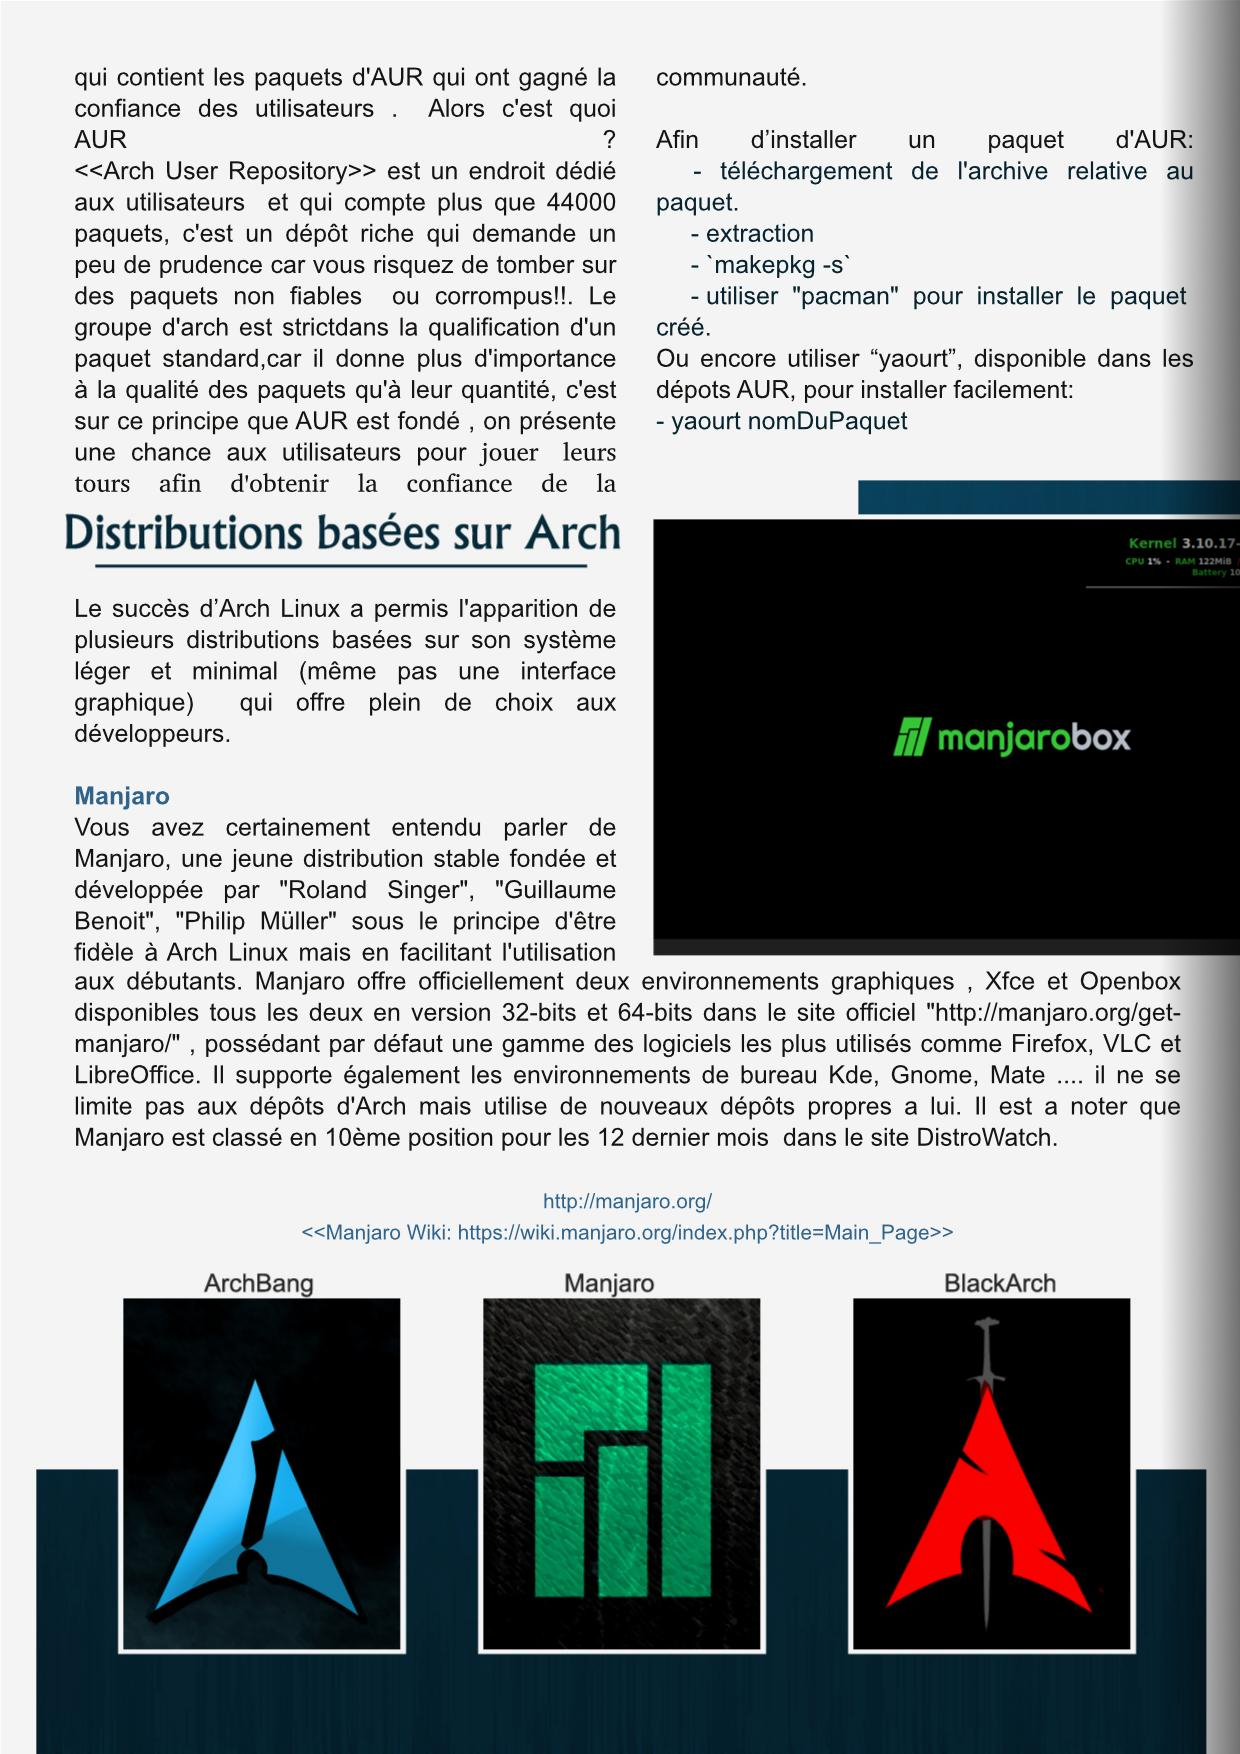 qui contient les paquets d'AUR qui ont gagné la
confiance des utilisateurs . Alors c'est quoi
AUR ?
<<Arch User Repository>> est un endroit dédié
aux utilisateurs et qui compte plus que 44000
paquets, c'est un dépôt riche qui demande un
peu de prudence car vous risquez de tomber sur
des paquets non fiables ou corrompus!!. Le
groupe d'arch est strictdans la qualification d'un
paquet standard,car il donne plus d'importance
à la qualité des paquets qu'à leur quantité, c'est
sur ce principe que AUR est fondé , on présente
une chance aux utilisateurs pour jouer leurs
tours afin d'obtenir la confiance de la
communauté.
Afin d’installer un paquet d'AUR:
- téléchargement de l'archive relative au
paquet.
- extraction
- `makepkg -s`
- utiliser "pacman" pour installer le paquet
créé.
Ou encore utiliser “yaourt”, disponible dans les
dépots AUR, pour installer facilement:
- yaourt nomDuPaquet
Distributions basées sur Arch
Le succès d’Arch Linux a permis l'apparition de
plusieurs distributions basées sur son système
léger et minimal (même pas une interface
graphique) qui offre plein de choix aux
développeurs.
Kernel 3.10.17-
CPU 1% - RAM 122MiB
Battery 10
manjarobox
Manjaro
Vous avez certainement entendu parler de
Manjaro, une jeune distribution stable fondée et
développée par "Roland Singer", "Guillaume
Benoit", "Philip Müller" sous le principe d'être
fidèle à Arch Linux mais en facilitant l'utilisation
aux débutants. Manjaro offre officiellement deux environnements graphiques , Xfce et Openbox
disponibles tous les deux en version 32-bits et 64-bits dans le site officiel "http://manjaro.org/get-
manjaro/" , possédant par défaut une gamme des logiciels les plus utilisés comme Firefox, VLC et
LibreOffice. Il supporte également les environnements de bureau Kde, Gnome, Mate .... il ne se
limite pas aux dépôts d'Arch mais utilise de nouveaux dépôts propres a lui. Il est a noter que
Manjaro est classé en 10ème position pour les 12 dernier mois dans le site DistroWatch.
http://manjaro.org/
<<Manjaro Wiki: https://wiki.manjaro.org/index.php?title=Main_Page>>
ArchBang Manjaro BlackArch